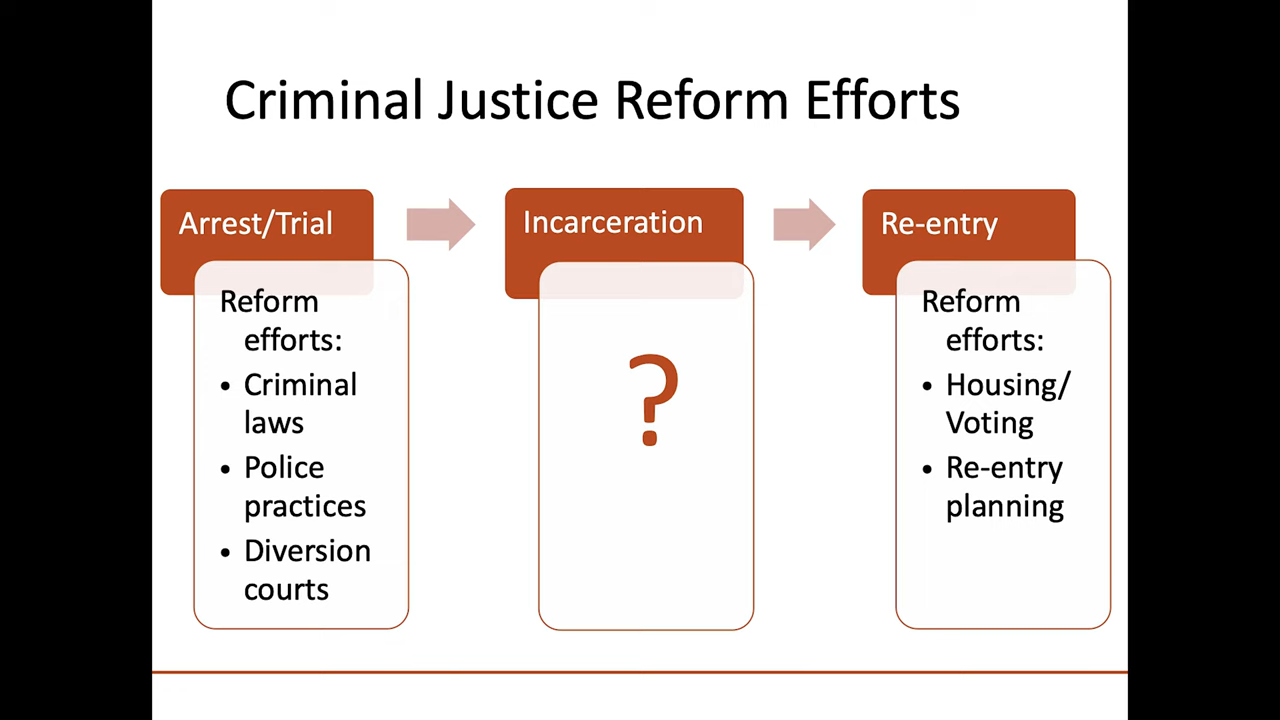 Criminal Justice Reform Efforts
Arrest/Trial
Reform
efforts:
• Criminal
laws
• Police
practices
• Diversion
courts
Incarceration
?
Re-entry
Reform
efforts:
• Housing/
Voting
• Re-entry
planning